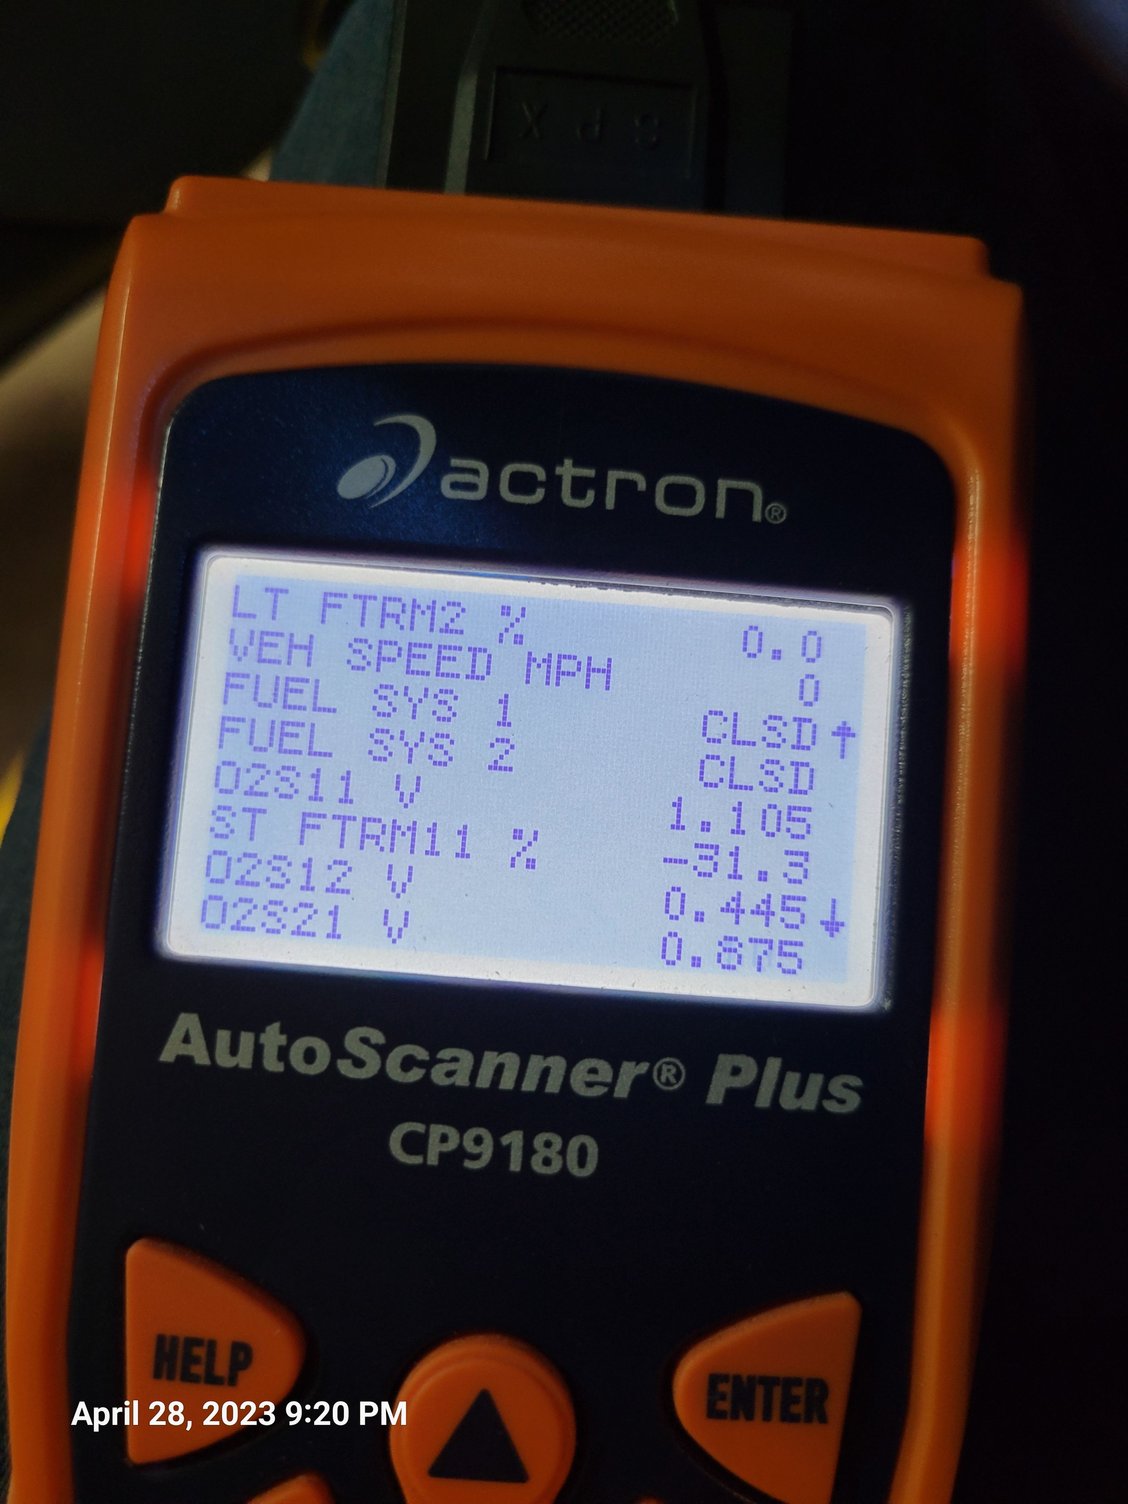 SPX
actron®
LT FTRM2 % 0.0
VEH SPEED MPH 0
FUEL SYS 1 CLSD↑
FUEL SYS 2 CLSD
O2S11 V 1.105
ST FTRM11 % -31.3
O2S12 V 0.445↓
O2S21 V 0.675
AutoScanner® Plus
CP9180
HELP
ENTER
April 28, 2023 9:20 PM